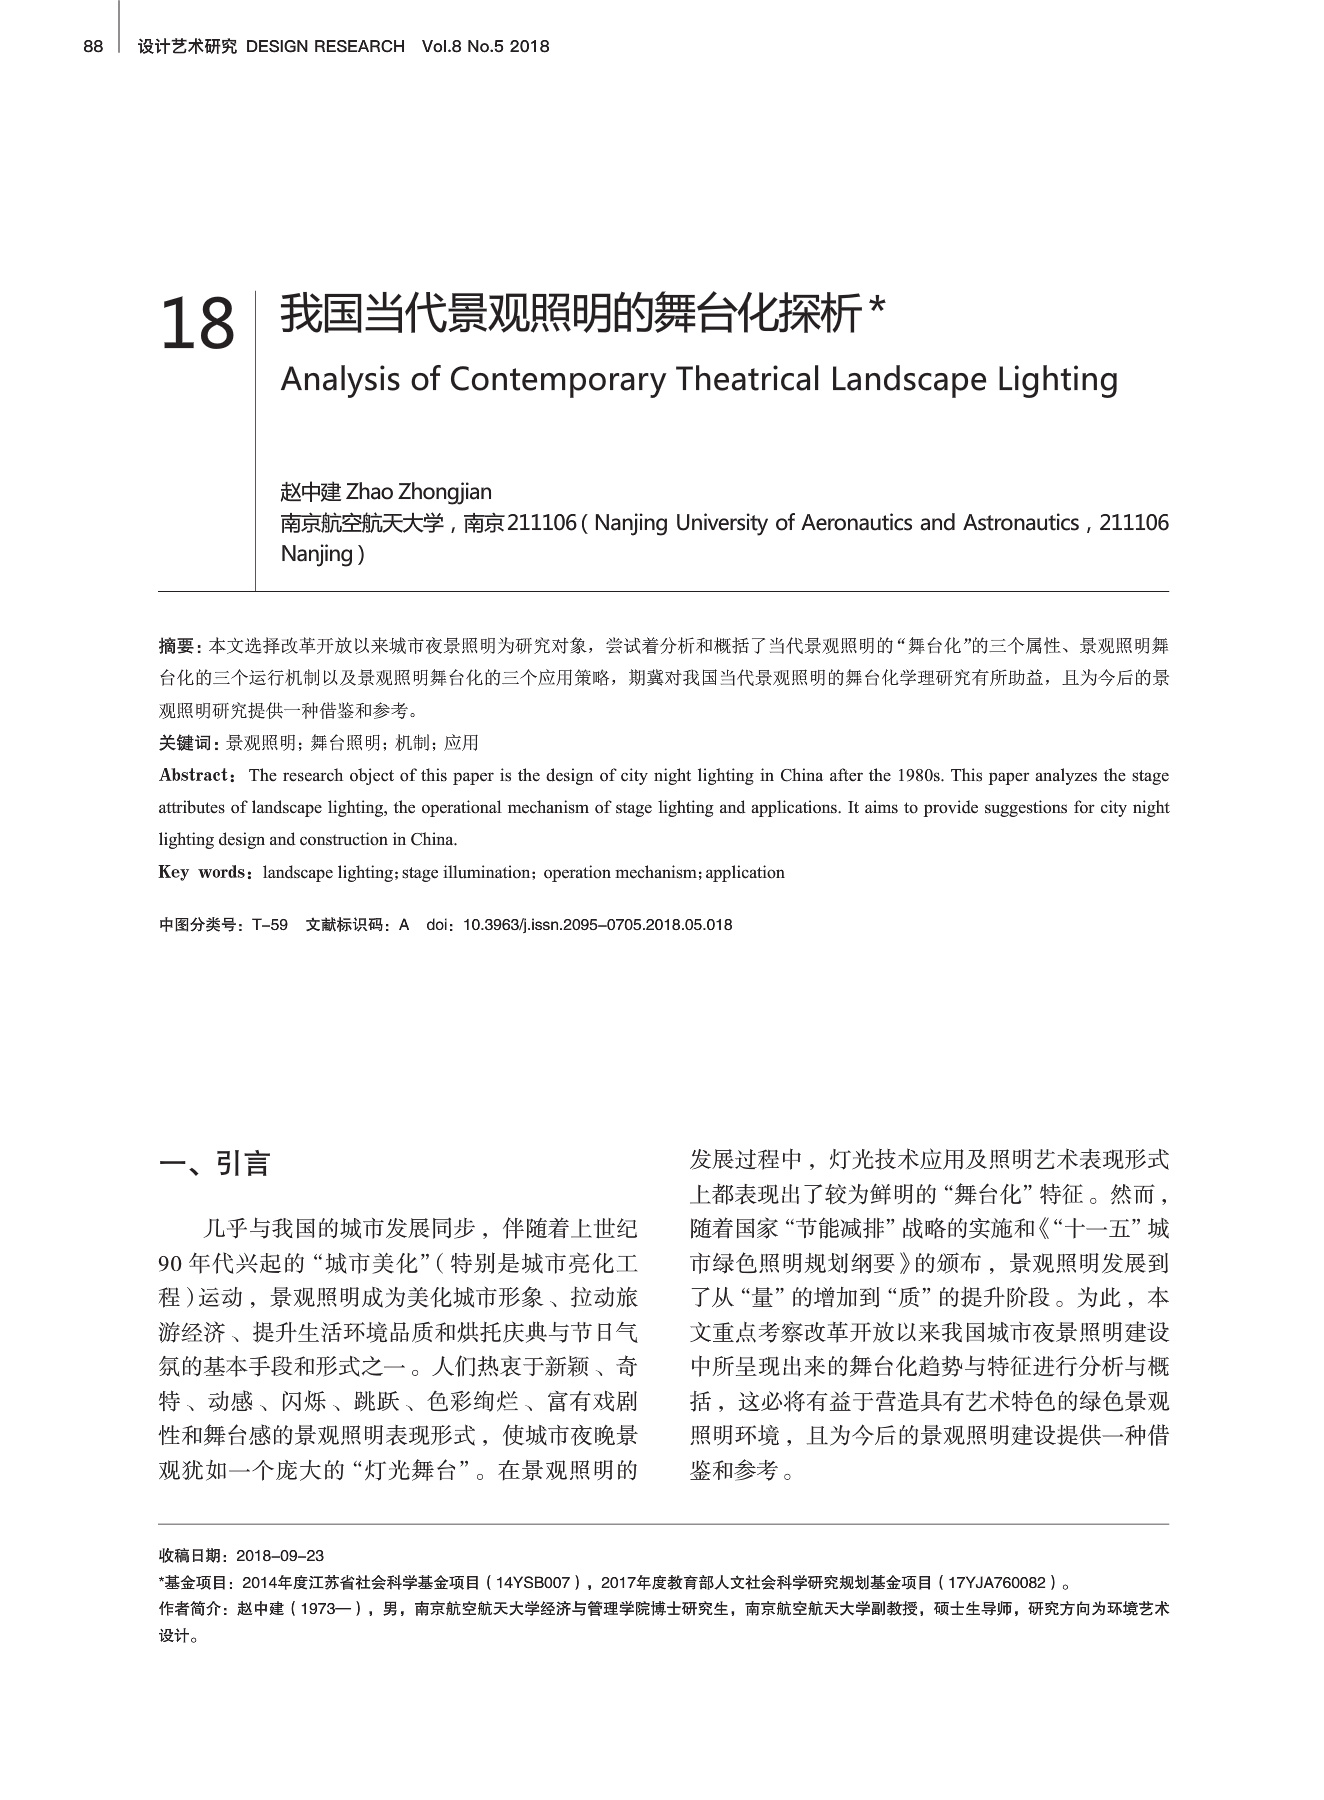 88 设计艺术研究 DESIGN RESEARCH Vol.8 No.5 2018
18
我国当代景观照明的舞台化探析*
Analysis of Contemporary Theatrical Landscape Lighting
赵中建 Zhao Zhongjian
南京航空航天大学，南京211106（Nanjing University of Aeronautics and Astronautics，211106
Nanjing）
摘要：本文选择改革开放以来城市夜景照明为研究对象，尝试着分析和概括了当代景观照明的“舞台化”的三个属性、景观照明舞
台化的三个运行机制以及景观照明舞台化的三个应用策略，期冀对我国当代景观照明的舞台化学理研究有所助益，且为今后的景
观照明研究提供一种借鉴和参考。
关键词：景观照明；舞台照明；机制；应用
Abstract：The research object of this paper is the design of city night lighting in China after the 1980s. This paper analyzes the stage
attributes of landscape lighting, the operational mechanism of stage lighting and applications. It aims to provide suggestions for city night
lighting design and construction in China.
Key words：landscape lighting；stage illumination；operation mechanism；application
中图分类号：T-59 文献标识码：A doi：10.3963/j.issn.2095-0705.2018.05.018
一、引言
几乎与我国的城市发展同步，伴随着上世纪
90 年代兴起的“城市美化”（特别是城市亮化工
程）运动，景观照明成为美化城市形象、拉动旅
游经济、提升生活环境品质和烘托庆典与节日气
氛的基本手段和形式之一。人们热衷于新颖、奇
特、动感、闪烁、跳跃、色彩绚烂、富有戏剧
性和舞台感的景观照明表现形式，使城市夜晚景
观犹如一个庞大的“灯光舞台”。在景观照明的
发展过程中，灯光技术应用及照明艺术表现形式
上都表现出了较为鲜明的“舞台化”特征。然而，
随着国家“节能减排”战略的实施和《“十一五”城
市绿色照明规划纲要》的颁布，景观照明发展到
了从“量”的增加到“质”的提升阶段。为此，本
文重点考察改革开放以来我国城市夜景照明建设
中所呈现出来的舞台化趋势与特征进行分析与概
括，这必将有益于营造具有艺术特色的绿色景观
照明环境，且为今后的景观照明建设提供一种借
鉴和参考。
收稿日期：2018-09-23
*基金项目：2014年度江苏省社会科学基金项目（14YSB007），2017年度教育部人文社会科学研究规划基金项目（17YJA760082）。
作者简介：赵中建（1973—），男，南京航空航天大学经济与管理学院博士研究生，南京航空航天大学副教授，硕士生导师，研究方向为环境艺术
设计。